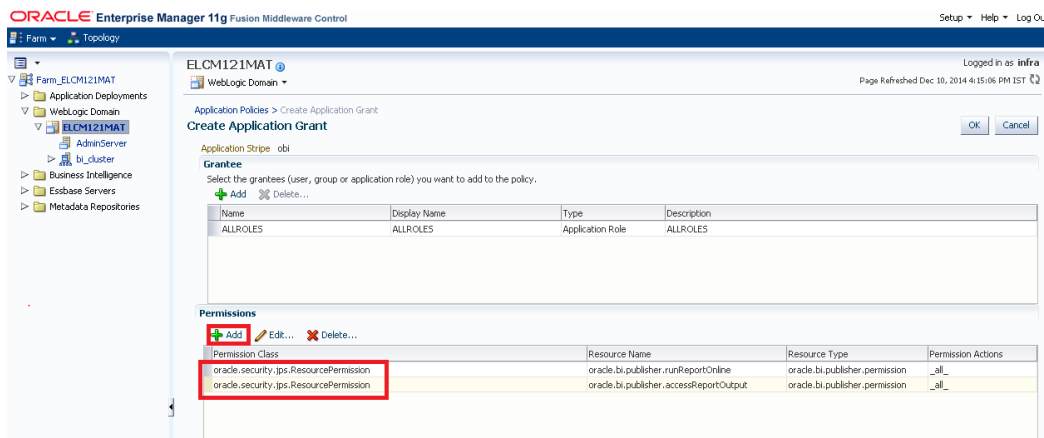 ORACLE Enterprise Manager 11g Fusion Middleware Control
Setup Help Log Ou
Farm Topology
Farm_ELCM121MAT
Application Deployments
WebLogic Domain
ELCM121MAT
AdminServer
bi_cluster
Business Intelligence
Essbase Servers
Metadata Repositories
ELCM121MAT
Logged in as infra
WebLogic Domain
Page Refreshed Dec 10, 2014 4:15:06 PM IST
Application Policies > Create Application Grant
Create Application Grant
OK Cancel
Application Stripe obi
Grantee
Select the grantees (user, group or application role) you want to add to the policy.
Add Delete...
Name Display Name Type Description
ALLROLES ALLROLES Application Role ALLROLES
Permissions
Add Edit... Delete...
Permission Class Resource Name Resource Type Permission Actions
oracle.security.jps.ResourcePermission oracle.bi.publisher.runReportOnline oracle.bi.publisher.permission _all_
oracle.security.jps.ResourcePermission oracle.bi.publisher.accessReportOutput oracle.bi.publisher.permission _all_